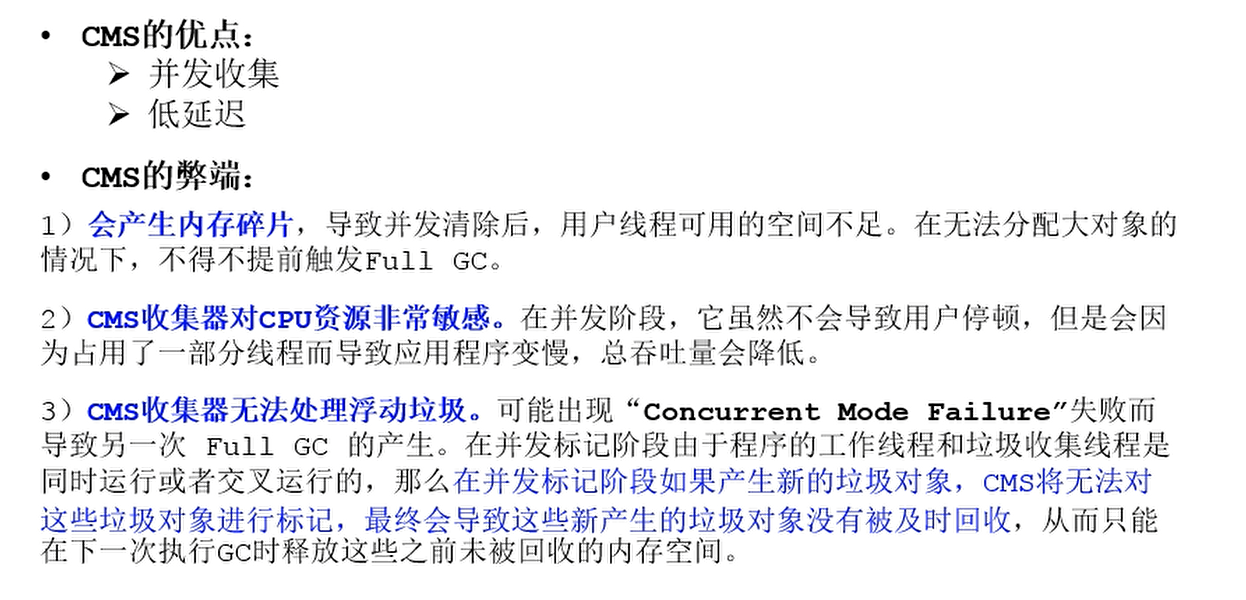 • CMS的优点:
➢ 并发收集
➢ 低延迟
• CMS的弊端:
1）会产生内存碎片，导致并发清除后，用户线程可用的空间不足。在无法分配大对象的
情况下，不得不提前触发Full GC。
2）CMS收集器对CPU资源非常敏感。在并发阶段，它虽然不会导致用户停顿，但是会因
为占用了一部分线程而导致应用程序变慢，总吞吐量会降低。
3）CMS收集器无法处理浮动垃圾。可能出现“Concurrent Mode Failure”失败而
导致另一次 Full GC 的产生。在并发标记阶段由于程序的工作线程和垃圾收集线程是
同时运行或者交叉运行的，那么在并发标记阶段如果产生新的垃圾对象，CMS将无法对
这些垃圾对象进行标记，最终会导致这些新产生的垃圾对象没有被及时回收，从而只能
在下一次执行GC时释放这些之前未被回收的内存空间。